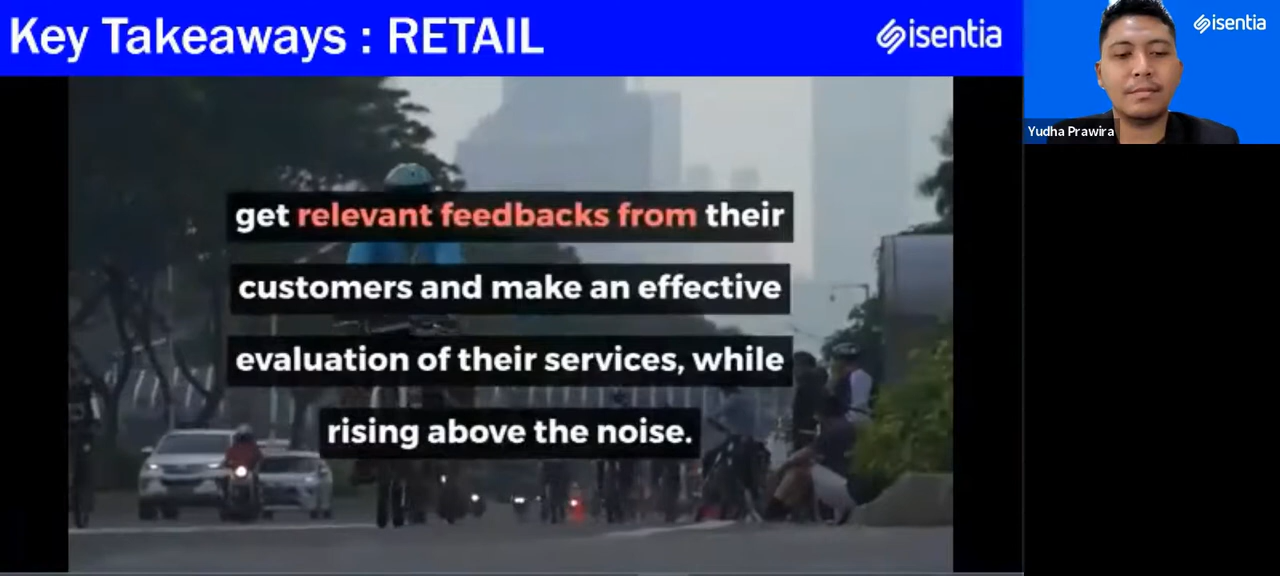 Key Takeaways : RETAIL
isentia
isentia
Yudha Prawira
get relevant feedbacks from their
customers and make an effective
evaluation of their services, while
rising above the noise.